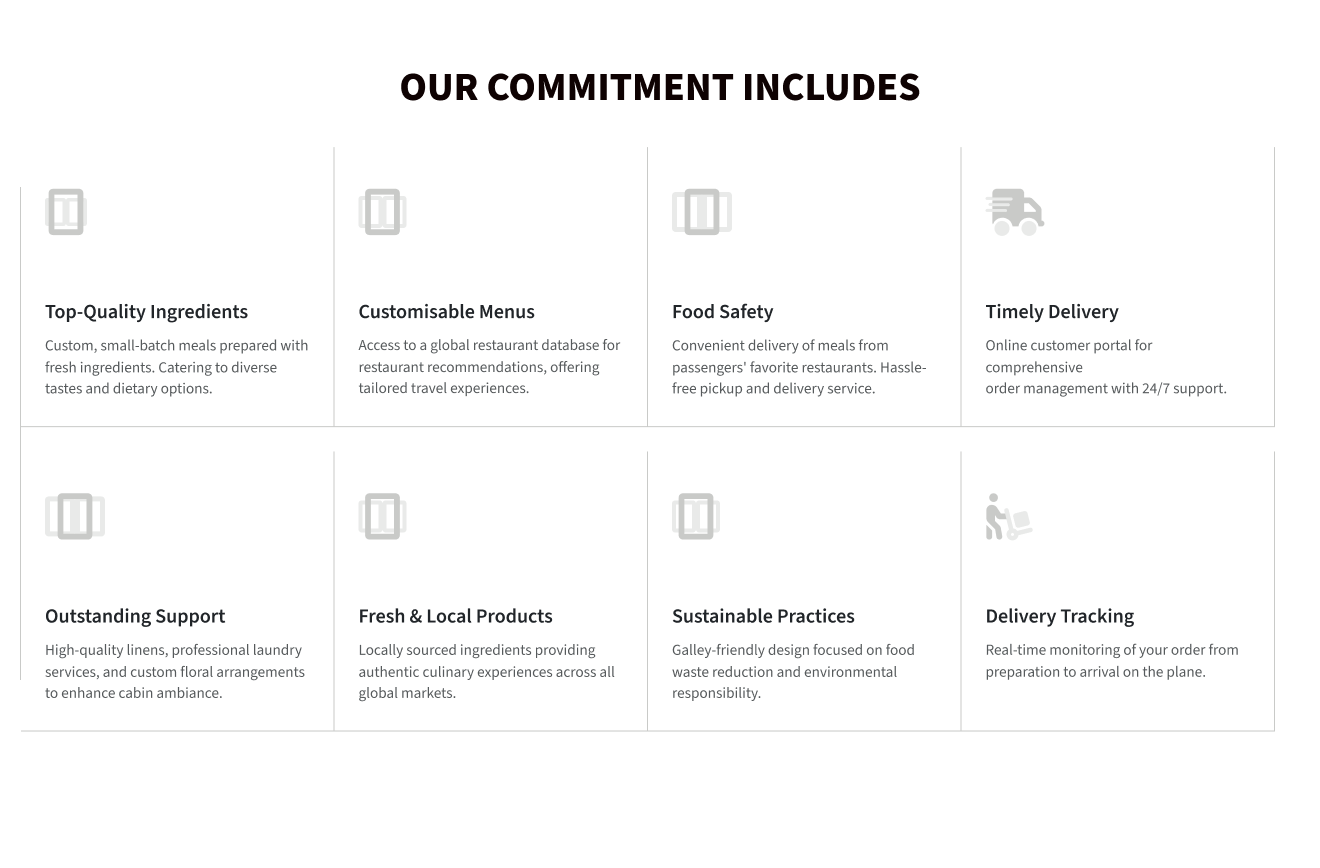 OUR COMMITMENT INCLUDES
Top-Quality Ingredients
Custom, small-batch meals prepared with
fresh ingredients. Catering to diverse
tastes and dietary options.
Customisable Menus
Access to a global restaurant database for
restaurant recommendations, offering
tailored travel experiences.
Food Safety
Convenient delivery of meals from
passengers' favorite restaurants. Hassle-
free pickup and delivery service.
Timely Delivery
Online customer portal for
comprehensive
order management with 24/7 support.
Outstanding Support
High-quality linens, professional laundry
services, and custom floral arrangements
to enhance cabin ambiance.
Fresh & Local Products
Locally sourced ingredients providing
authentic culinary experiences across all
global markets.
Sustainable Practices
Galley-friendly design focused on food
waste reduction and environmental
responsibility.
Delivery Tracking
Real-time monitoring of your order from
preparation to arrival on the plane.